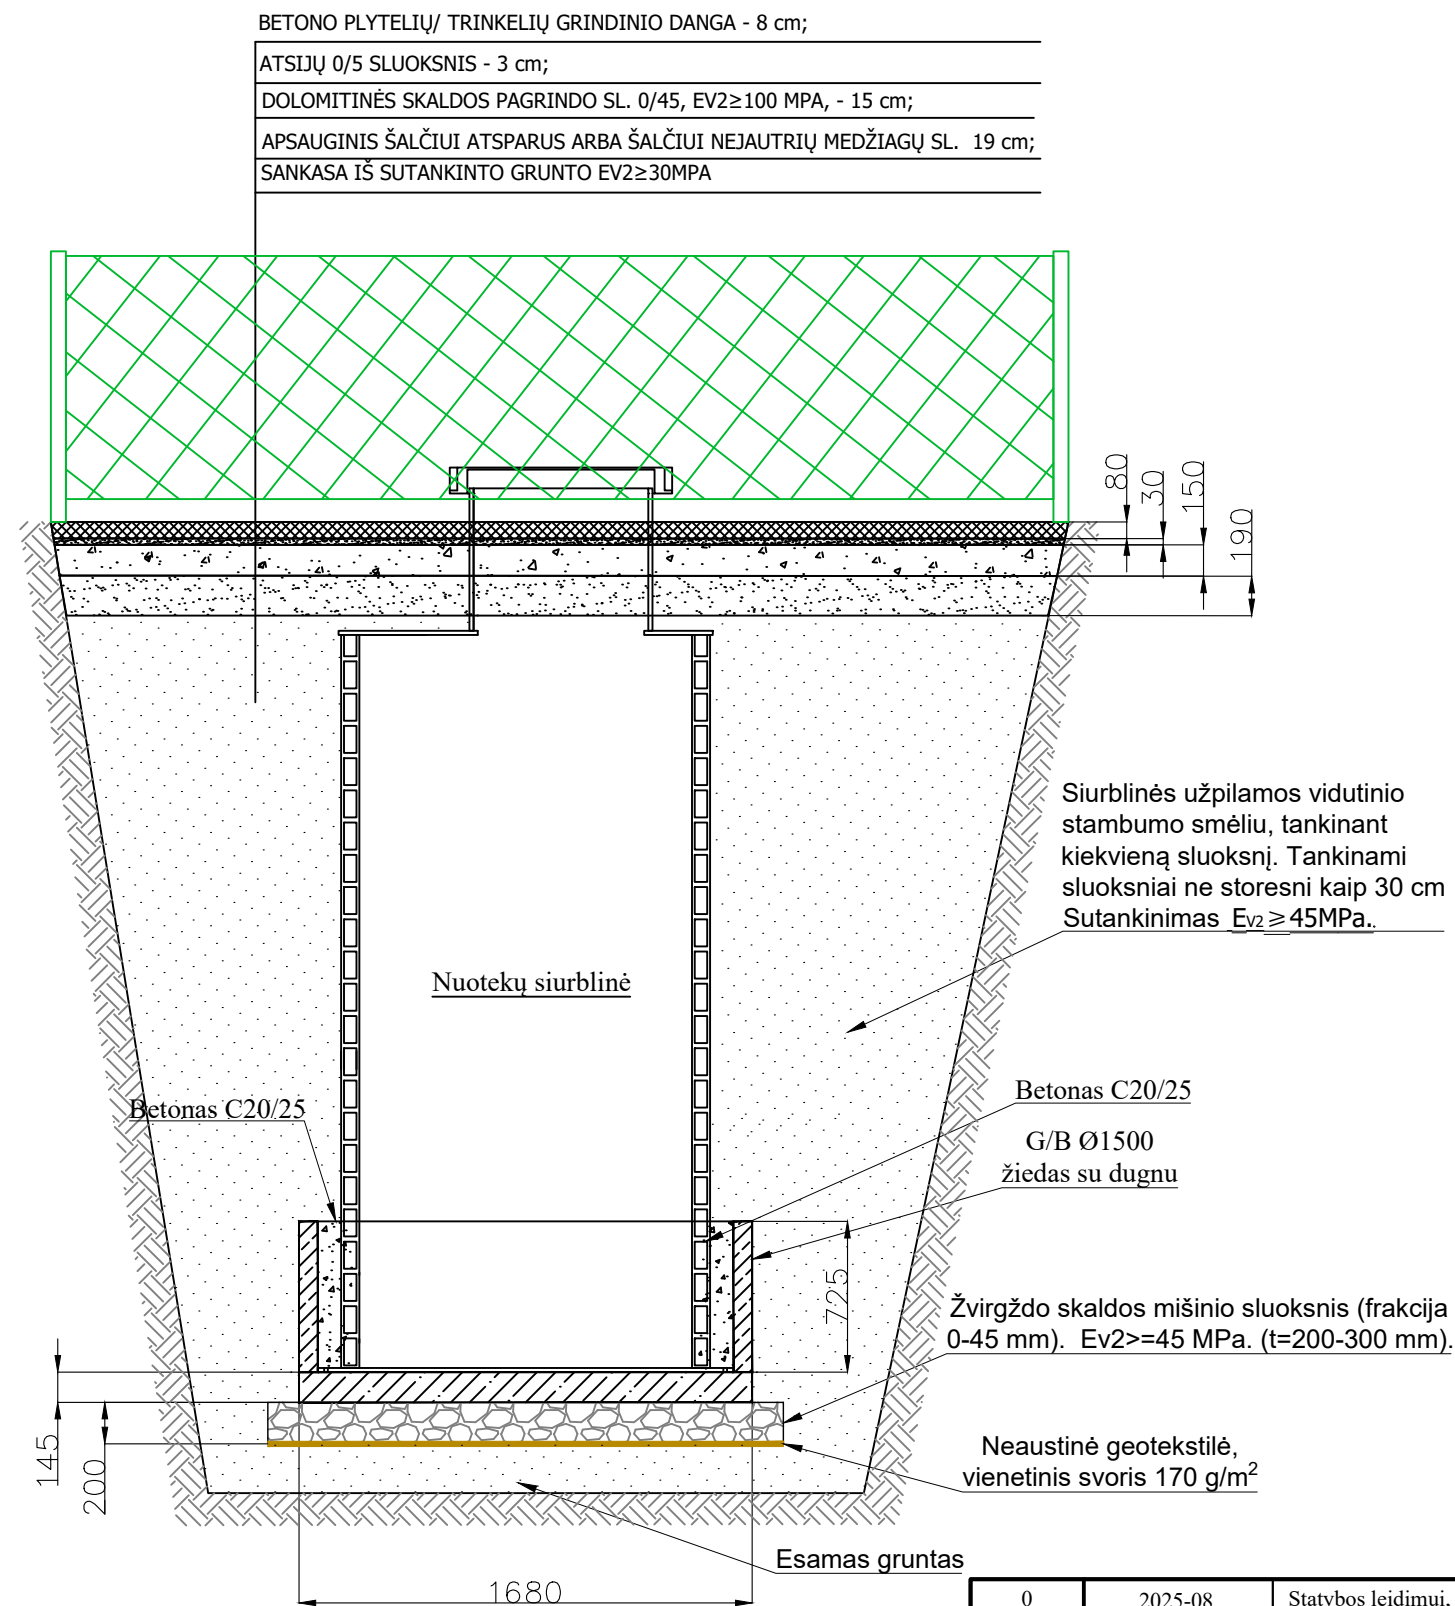 BETONO PLYTELIŲ/ TRINKELIŲ GRINDINIO DANGA - 8 cm;
ATSIJŲ 0/5 SLUOKSNIS - 3 cm;
DOLOMITINĖS SKALDOS PAGRINDO SL. 0/45, EV2≥100 MPA, - 15 cm;
APSAUGINIS ŠALČIUI ATSPARUS ARBA ŠALČIUI NEJAUTRIŲ MEDŽIAGŲ SL. 19 cm;
SANKASA IŠ SUTANKINTO GRUNTO EV2≥30MPA
80
30
150
190
Siurblinės užpilamos vidutinio
stambumo smėliu, tankinant
kiekvieną sluoksnį. Tankinami
sluoksniai ne storesni kaip 30 cm
Sutankinimas Ev2 ≥45MPa.
Nuotekų siurblinė
Betonas C20/25
Betonas C20/25
G/B Ø1500
žiedas su dugnu
725
Žvirgždo skaldos mišinio sluoksnis (frakcija
0-45 mm). Ev2>=45 MPa. (t=200-300 mm).
145
200
Neaustinė geotekstilė,
vienetinis svoris 170 g/m²
Esamas gruntas
1680
0
2025-08
Statybos leidimui,